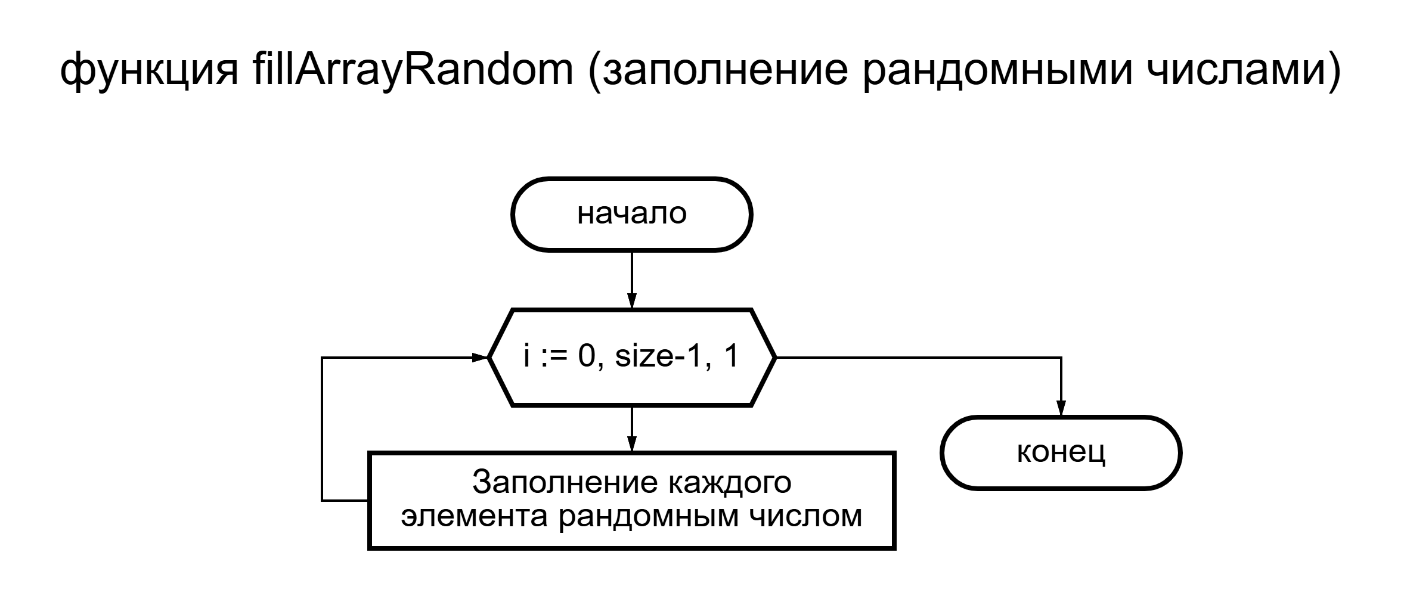 функция fillArrayRandom (заполнение рандомными числами)
начало
i := 0, size-1, 1
Заполнение каждого
элемента рандомным числом
конец